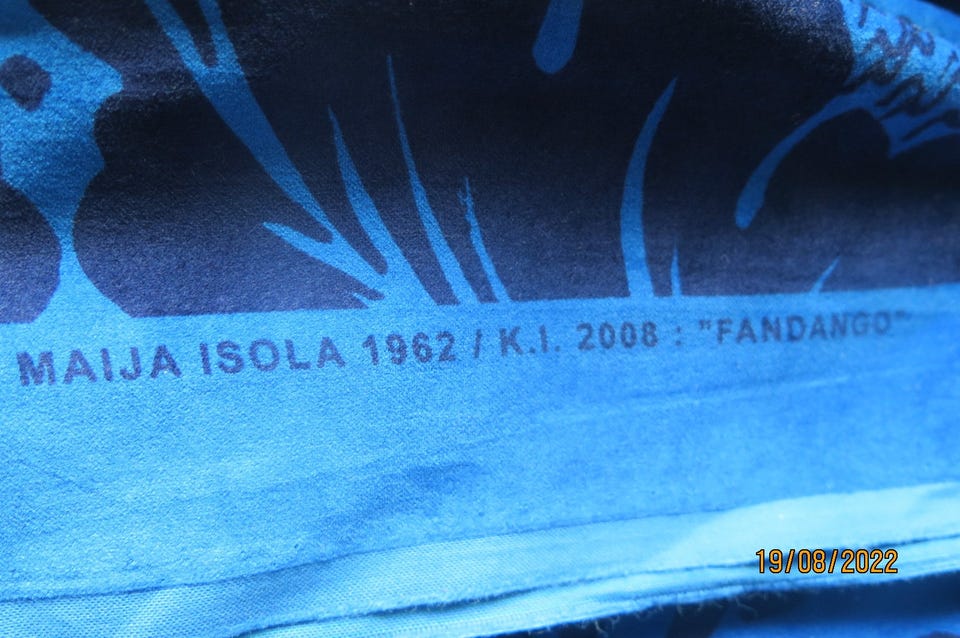 MAIJA ISOLA 1962 / K.I. 2008 : "FANDANGO"
19/08/2022